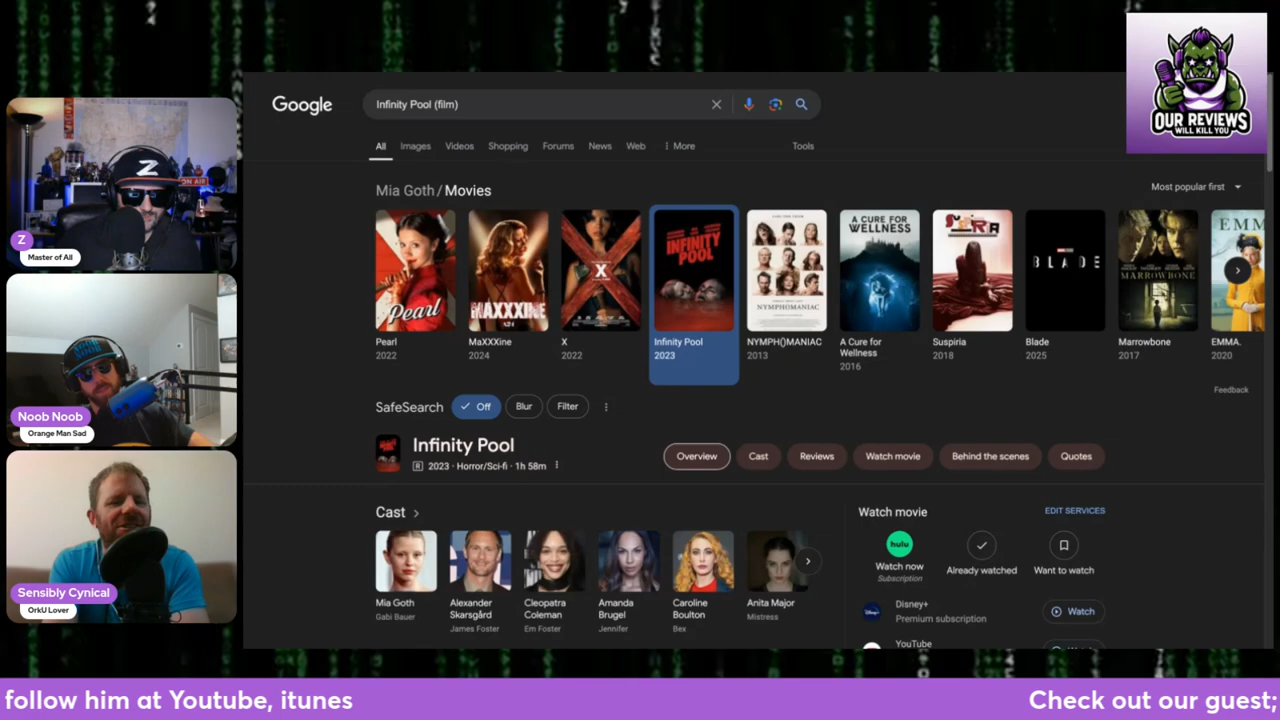 Google
Infinity Pool (film)
All Images Videos Shopping Forums News Web More Tools
OUR REVIEWS
WILL KILL YOU
Mia Goth / Movies
Most popular first
Pearl
MAXXXINE
A24
X
INFINITY POOL
NYMPHOMANIAC
A CURE FOR WELLNESS
BLADE
MARROWBONE
EMM
Pearl
2022
MaXXXine
2024
X
2022
Infinity Pool
2023
NYMPH()MANIAC
2013
A Cure for Wellness
2016
Suspiria
2018
Blade
2025
Marrowbone
2017
EMMA.
2020
Feedback
SafeSearch Off Blur Filter
Infinity Pool
R 2023 · Horror/Sci-fi · 1h 58m
Overview Cast Reviews Watch movie Behind the scenes Quotes
Cast
Mia Goth
Gabi Bauer
Alexander Skarsgård
James Foster
Cleopatra Coleman
Em Foster
Amanda Brugel
Jennifer
Caroline Boulton
Bex
Anita Major
Mistress
Watch movie
EDIT SERVICES
hulu
Watch now
Subscription
Already watched
Want to watch
Disney+
Premium subscription
Watch
YouTube
Z
ON AIR
Z
Master of All
Noob Noob
Orange Man Sad
Sensibly Cynical
OrkU Lover
follow him at Youtube, itunes
Check out our guest;